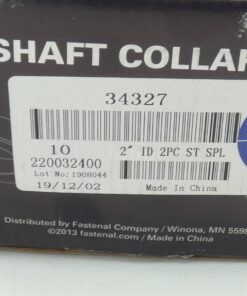 SHAFT COLLAR
34327
10
2" ID 2PC ST SPL
220032400
Lot No: 1908044
19/12/02
Made In China
Distributed by Fastenal Company / Winona, MN
©2013 fastenal.com / Made in China